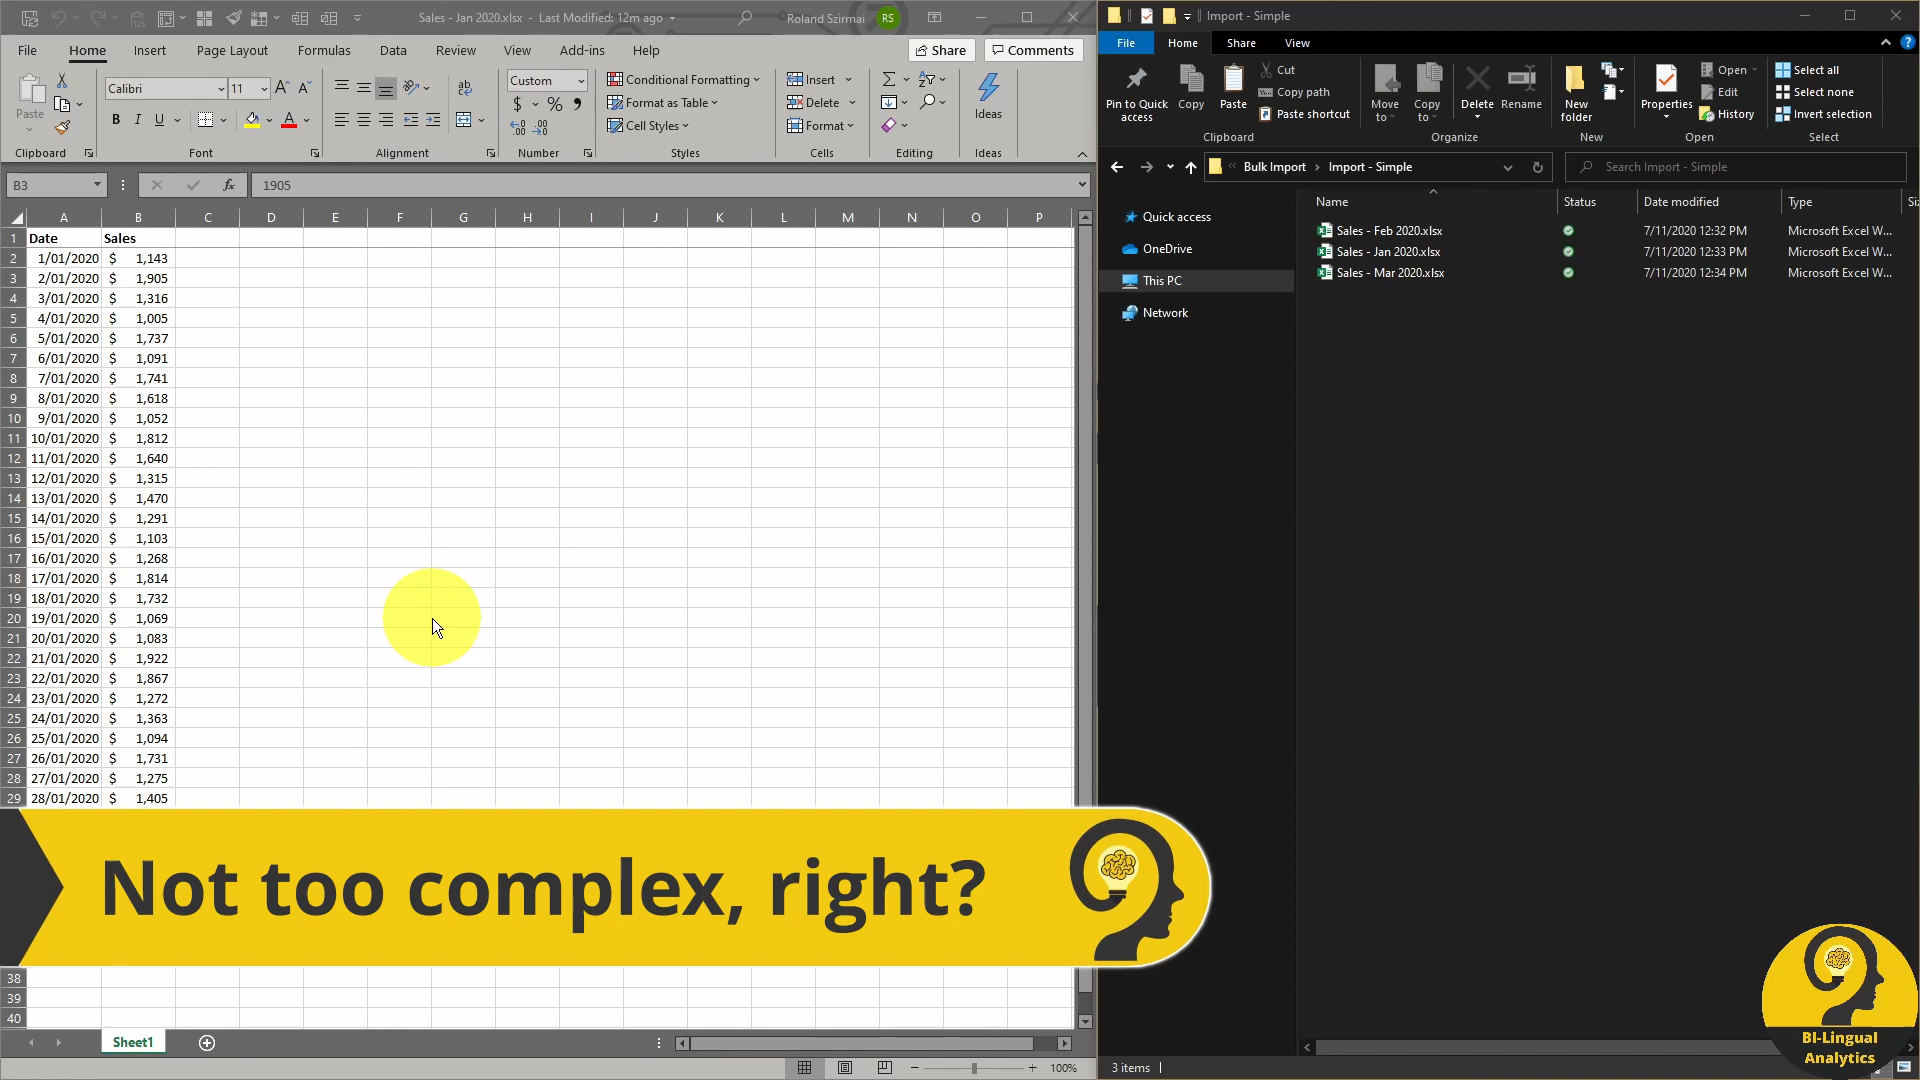 Sales - Jan 2020.xlsx - Last Modified: 12m ago
Roland Szirmai RS
File Home Insert Page Layout Formulas Data Review View Add-ins Help Share Comments
Paste
Calibri 11
B I U
Custom
$ %
Conditional Formatting
Format as Table
Cell Styles
Insert
Delete
Format
Ideas
Clipboard Font Alignment Number Styles Cells Editing Ideas
B3 fx 1905
A B C D E F G H I J K L M N O P
1 Date Sales
2 1/01/2020 $ 1,143
3 2/01/2020 $ 1,905
4 3/01/2020 $ 1,316
5 4/01/2020 $ 1,005
6 5/01/2020 $ 1,737
7 6/01/2020 $ 1,091
8 7/01/2020 $ 1,741
9 8/01/2020 $ 1,618
10 9/01/2020 $ 1,052
11 10/01/2020 $ 1,812
12 11/01/2020 $ 1,640
13 12/01/2020 $ 1,315
14 13/01/2020 $ 1,470
15 14/01/2020 $ 1,291
16 15/01/2020 $ 1,103
17 16/01/2020 $ 1,268
18 17/01/2020 $ 1,814
19 18/01/2020 $ 1,732
20 19/01/2020 $ 1,069
21 20/01/2020 $ 1,083
22 21/01/2020 $ 1,922
23 22/01/2020 $ 1,867
24 23/01/2020 $ 1,272
25 24/01/2020 $ 1,363
26 25/01/2020 $ 1,094
27 26/01/2020 $ 1,731
28 27/01/2020 $ 1,275
29 28/01/2020 $ 1,405
Not too complex, right?
38
39
40
Sheet1
100%
Import - Simple
File Home Share View
Pin to Quick access
Copy
Paste
Cut
Copy path
Paste shortcut
Move to
Copy to
Delete
Rename
New folder
Properties
Open
Edit
History
Select all
Select none
Invert selection
Clipboard Organize New Open Select
Bulk Import Import - Simple
Search Import - Simple
Quick access
OneDrive
This PC
Network
Name Status Date modified Type Si
Sales - Feb 2020.xlsx 7/11/2020 12:32 PM Microsoft Excel W...
Sales - Jan 2020.xlsx 7/11/2020 12:33 PM Microsoft Excel W...
Sales - Mar 2020.xlsx 7/11/2020 12:34 PM Microsoft Excel W...
3 items
BI-Lingual
Analytics